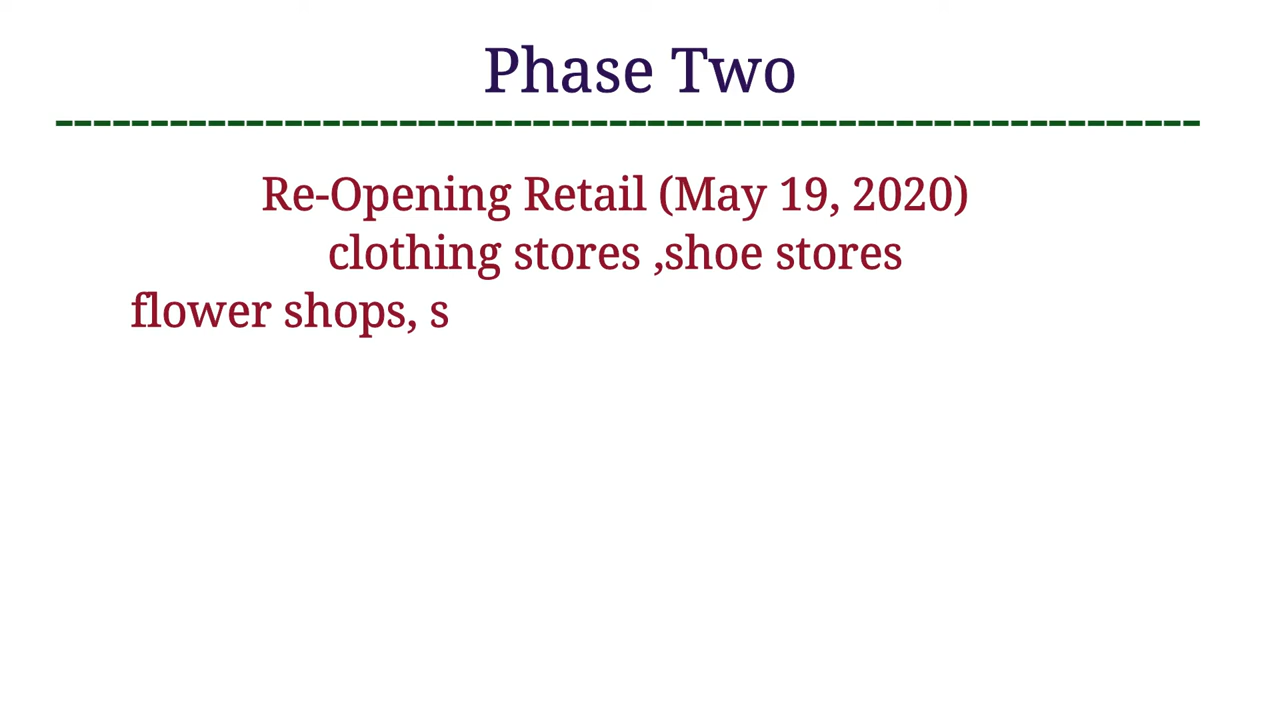 Phase Two
------------------------------------------------------------
Re-Opening Retail (May 19, 2020)
clothing stores ,shoe stores
flower shops, s